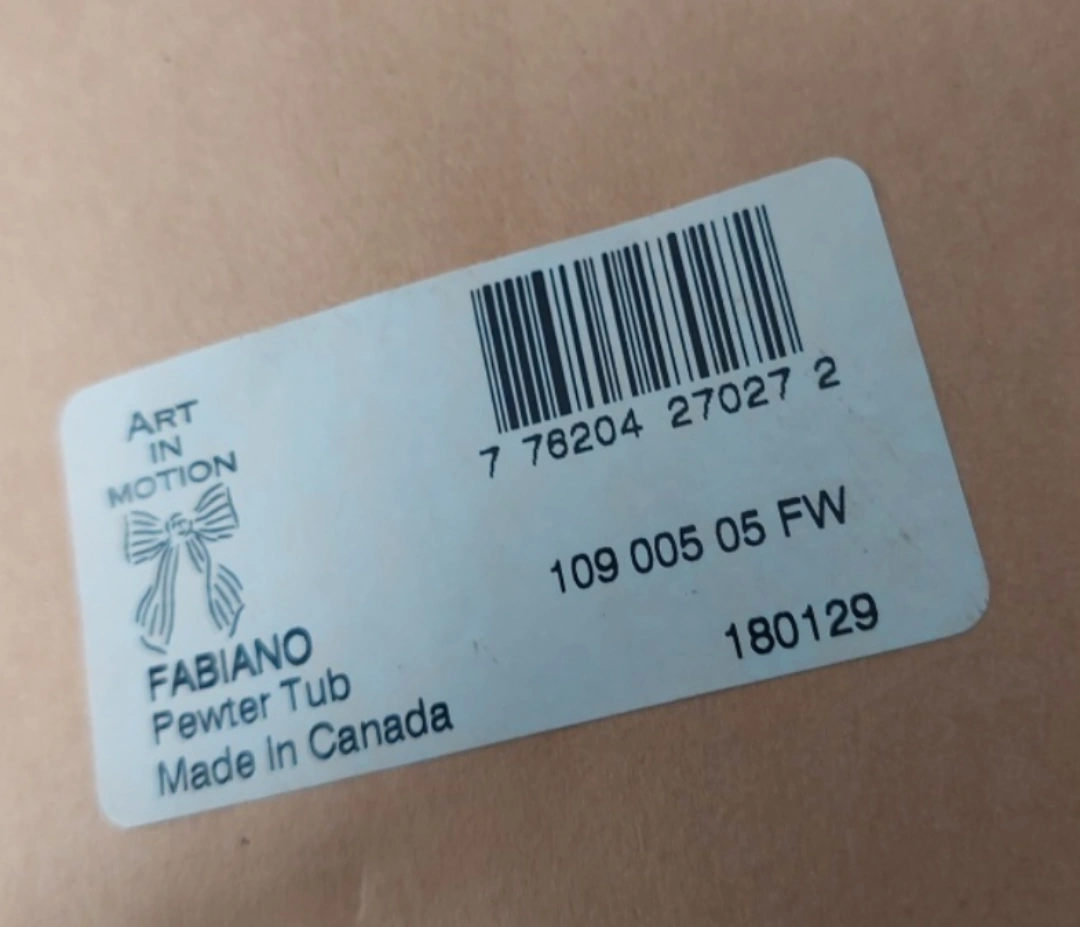 ART
IN
MOTION
FABIANO
Pewter Tub
Made In Canada
7 76204 27027 2
109 005 05 FW
180129